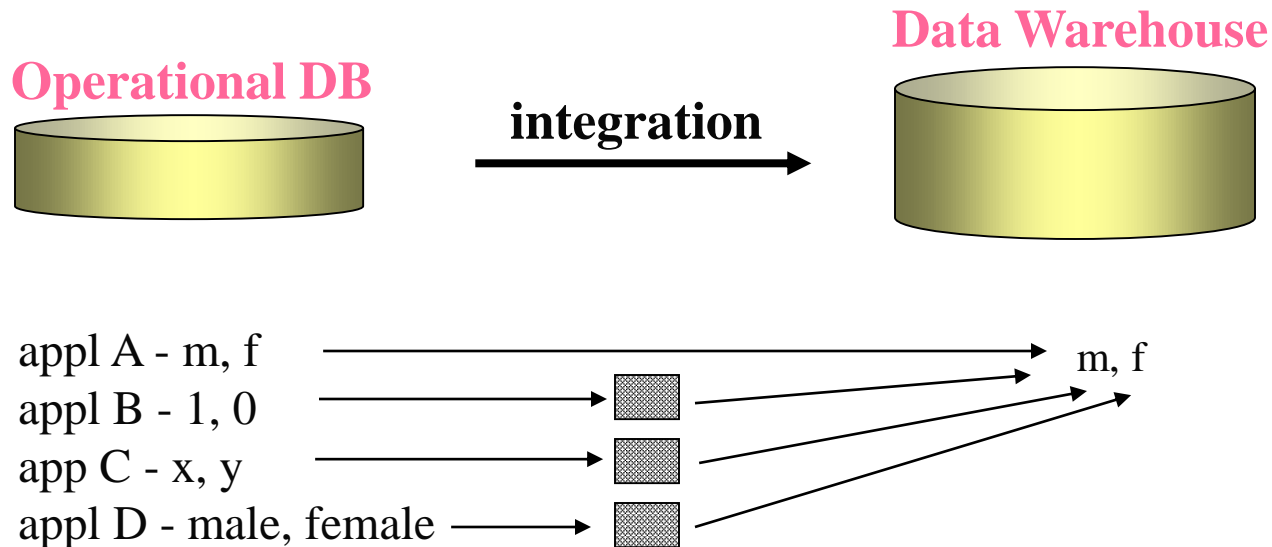 Data Warehouse
Operational DB
integration
appl A - m, f
m, f
appl B - 1, 0
app C - x, y
appl D - male, female